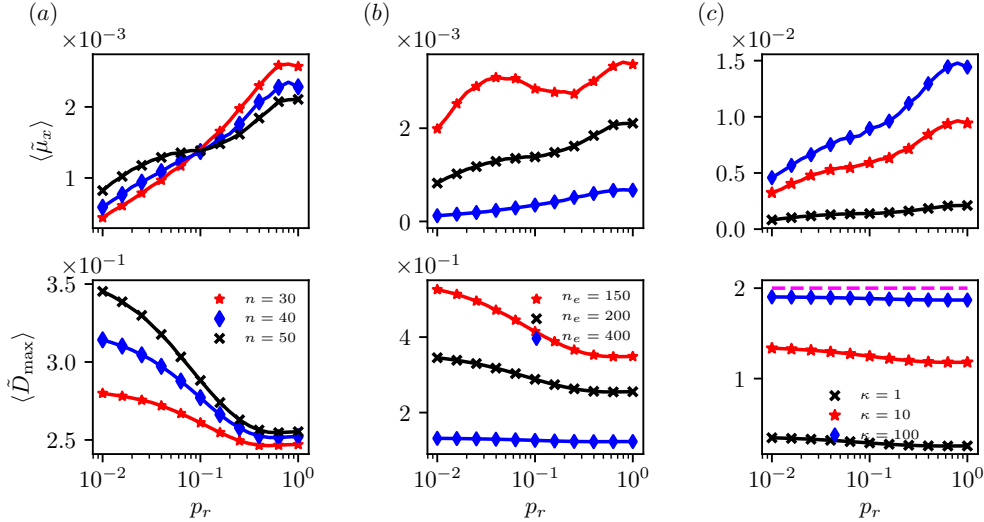 (a)
(b)
(c)
×10⁻³
×10⁻³
×10⁻²
⟨μ̃ₓ⟩
2
1
2
0
1.5
1.0
0.5
0.0
×10⁻¹
×10⁻¹
⟨D̃ₘₐₓ⟩
3.5
3.0
2.5
n = 30
n = 40
n = 50
4
2
nₑ = 150
nₑ = 200
nₑ = 400
2
1
κ = 1
κ = 10
κ = 100
10⁻² 10⁻¹ 10⁰
10⁻² 10⁻¹ 10⁰
10⁻² 10⁻¹ 10⁰
pᵣ
pᵣ
pᵣ